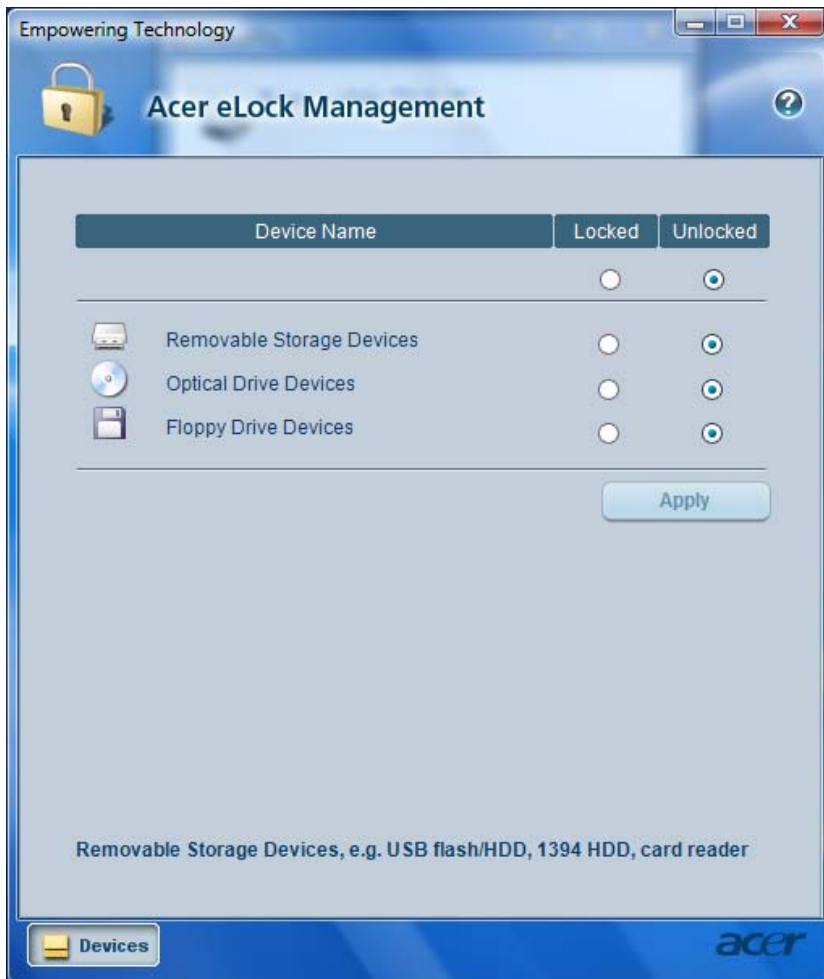 Empowering Technology
Acer eLock Management
Device Name Locked Unlocked
Removable Storage Devices
Optical Drive Devices
Floppy Drive Devices
Apply
Removable Storage Devices, e.g. USB flash/HDD, 1394 HDD, card reader
Devices
acer